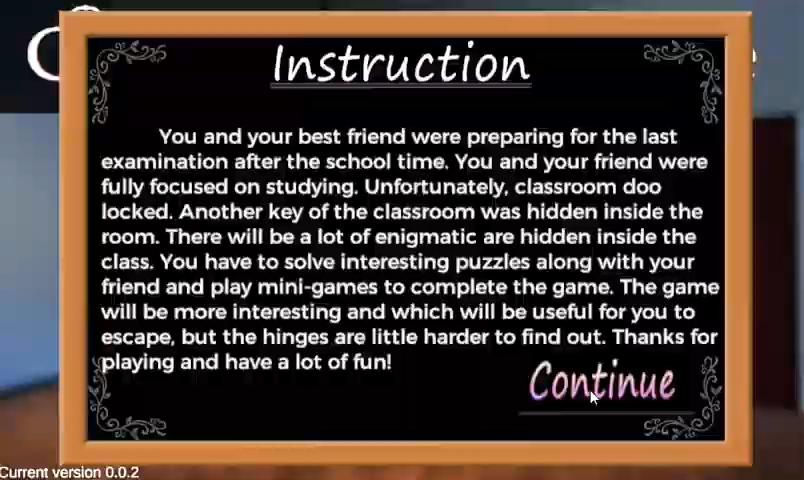 Instruction
You and your best friend were preparing for the last
examination after the school time. You and your friend were
fully focused on studying. Unfortunately, classroom doo
locked. Another key of the classroom was hidden inside the
room. There will be a lot of enigmatic are hidden inside the
class. You have to solve interesting puzzles along with your
friend and play mini-games to complete the game. The game
will be more interesting and which will be useful for you to
escape, but the hinges are little harder to find out. Thanks for
playing and have a lot of fun!
Continue
Current version 0.0.2